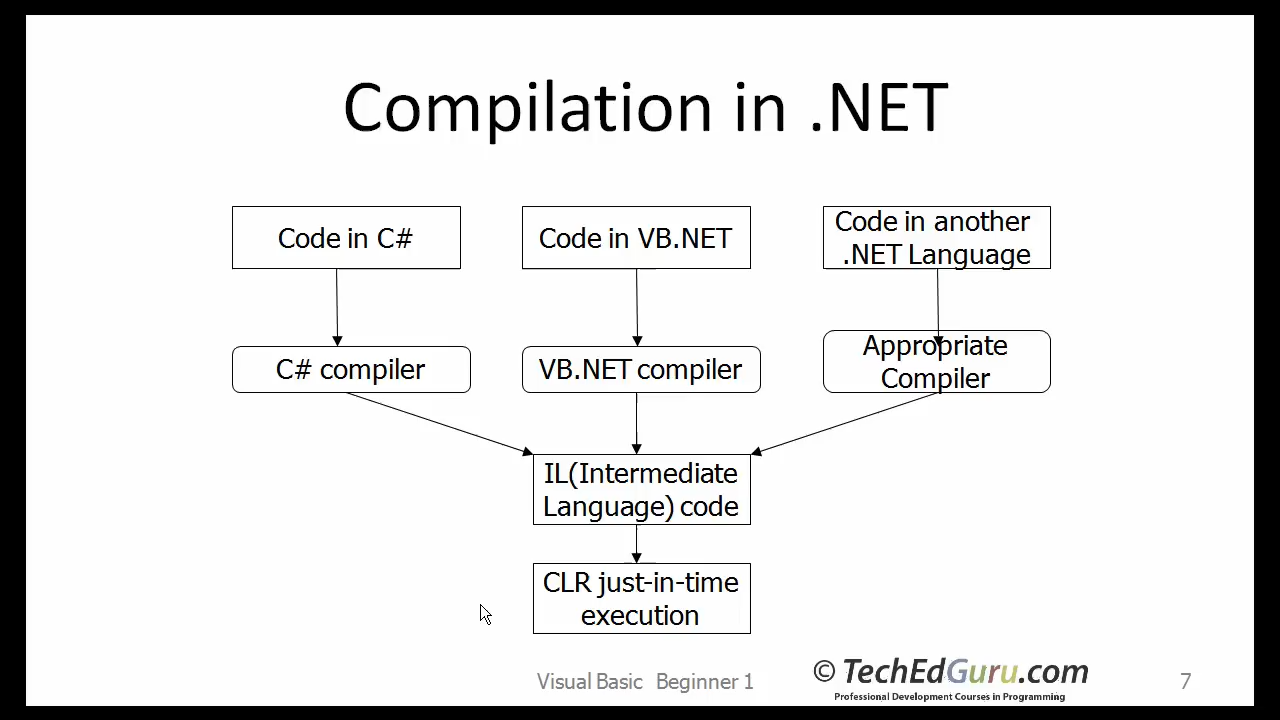 Compilation in .NET
Code in C#
Code in VB.NET
Code in another
.NET Language
C# compiler
VB.NET compiler
Appropriate
Compiler
IL(Intermediate
Language) code
CLR just-in-time
execution
Visual Basic Beginner 1
© TechEdGuru.com
Professional Development Courses in Programming
7